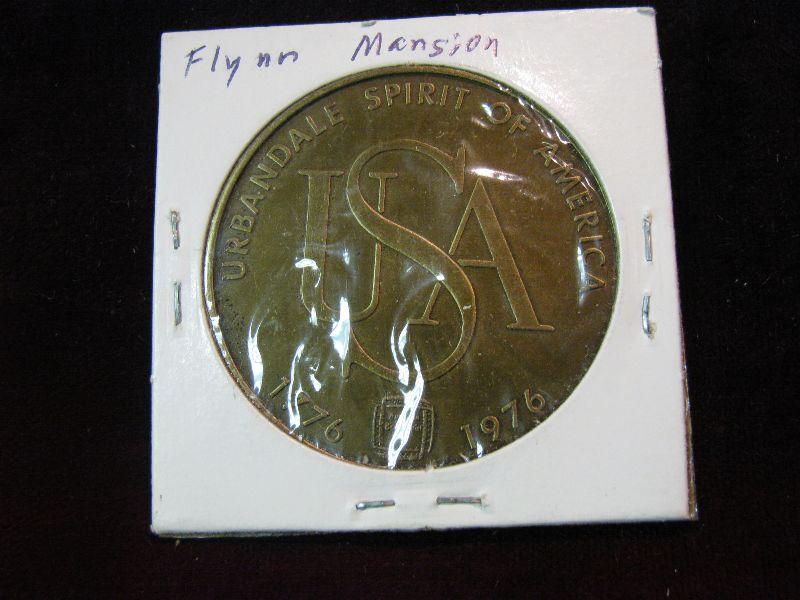 Flynn Mansion
URBANDALE SPIRIT OF AMERICA
USA
1776
1976